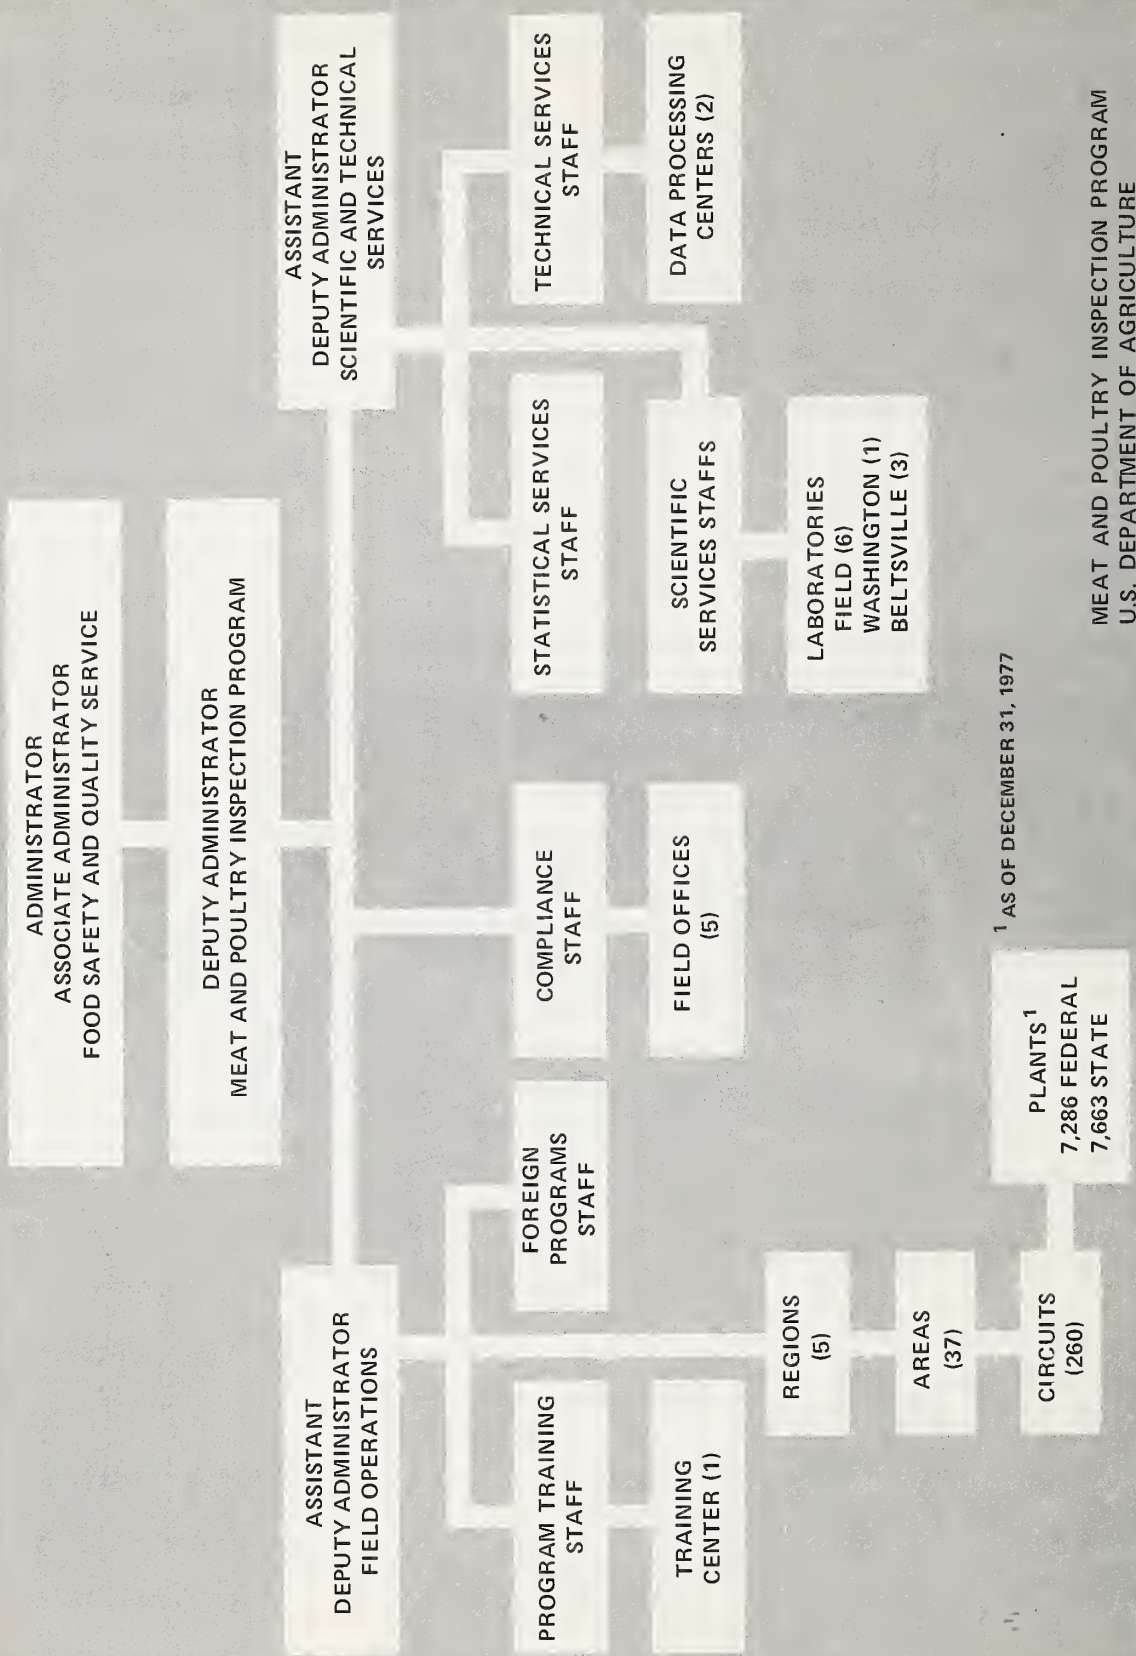 ADMINISTRATOR
ASSOCIATE ADMINISTRATOR
FOOD SAFETY AND QUALITY SERVICE
DEPUTY ADMINISTRATOR
MEAT AND POULTRY INSPECTION PROGRAM
ASSISTANT
DEPUTY ADMINISTRATOR
FIELD OPERATIONS
ASSISTANT
DEPUTY ADMINISTRATOR
SCIENTIFIC AND TECHNICAL
SERVICES
PROGRAM TRAINING
STAFF
FOREIGN
PROGRAMS
STAFF
COMPLIANCE
STAFF
STATISTICAL SERVICES
STAFF
TECHNICAL SERVICES
STAFF
TRAINING
CENTER (1)
FIELD OFFICES
(5)
SCIENTIFIC
SERVICES STAFFS
DATA PROCESSING
CENTERS (2)
REGIONS
(5)
LABORATORIES
FIELD (6)
WASHINGTON (1)
BELTSVILLE (3)
AREAS
(37)
CIRCUITS
(260)
PLANTS¹
7,286 FEDERAL
7,663 STATE
¹ AS OF DECEMBER 31, 1977
MEAT AND POULTRY INSPECTION PROGRAM
U.S. DEPARTMENT OF AGRICULTURE